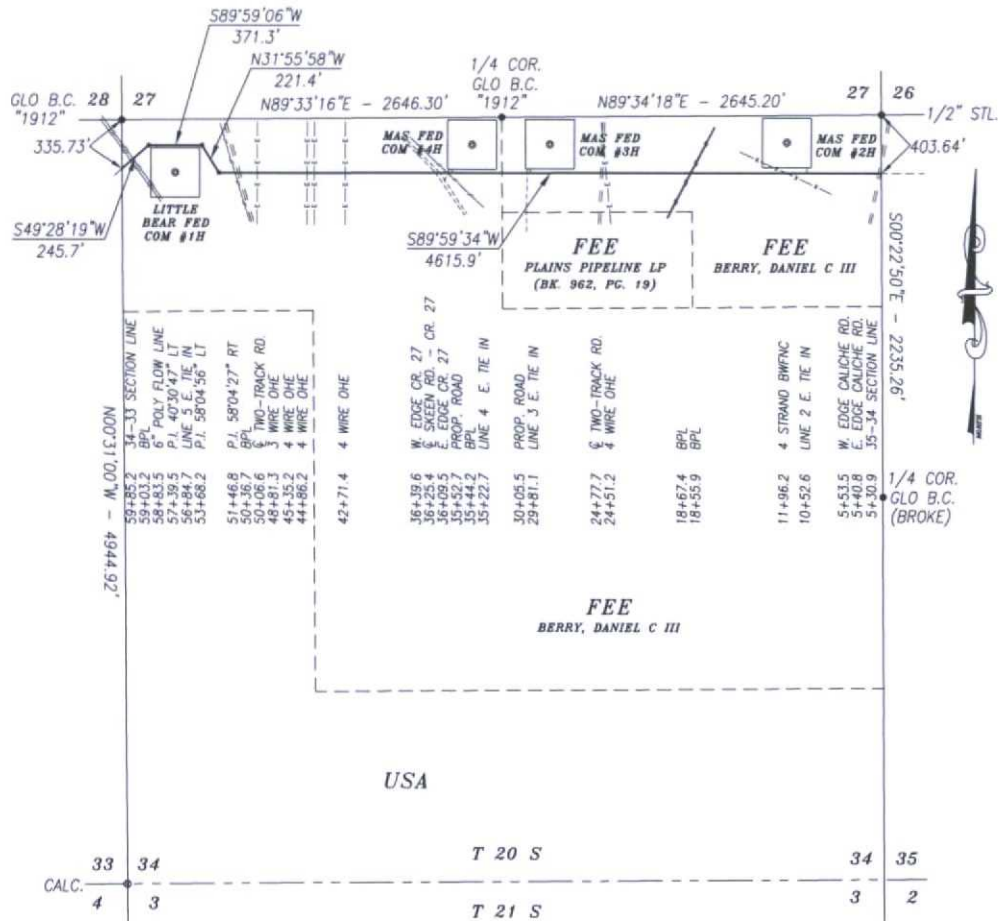 S89°59'06"W
371.3'
N31°55'58"W
221.4'
1/4 COR.
GLO B.C.
"1912"
GLO B.C.
"1912"
28 27
N89°33'16"E - 2646.30'
N89°34'18"E - 2645.20'
27 26
1/2" STL.
335.73'
MAS FED
COM #4H
MAS FED
COM #3H
MAS FED
COM #2H
403.64'
LITTLE
BEAR FED
COM #1H
S49°28'19"W
245.7'
S89°59'34"W
4615.9'
FEE
PLAINS PIPELINE LP
(BK. 962, PG. 19)
FEE
BERRY, DANIEL C III
S00°22'50"E - 2235.26'
N00°31'00"W - 4944.92'
59+85.2 34-33 SECTION LINE
59+03.2 BPL
58+83.5 6" POLY FLOW LINE
57+39.5 P.I. 40°30'47" LT
56+84.7 LINE 5 E. TIE IN
53+68.2 P.I. 58°04'56" LT
51+46.8 P.I. 58°04'27" RT
50+36.7 BPL
50+06.6 ℄ TWO-TRACK RD.
48+81.3 3 WIRE OHE
45+35.2 4 WIRE OHE
44+86.2 4 WIRE OHE
42+71.4 4 WIRE OHE
36+39.6 W. EDGE CR. 27
36+25.4 ℄ SKEEN RD. - CR. 27
36+09.5 E. EDGE CR. 27
35+52.7 PROP. ROAD
35+44.2 BPL
35+22.7 LINE 4 E. TIE IN
30+05.5 PROP. ROAD
29+81.1 LINE 3 E. TIE IN
24+77.7 ℄ TWO-TRACK RD.
24+51.2 4 WIRE OHE
18+67.4 BPL
18+55.9 BPL
11+96.2 4 STRAND BWFNC
10+52.6 LINE 2 E. TIE IN
5+53.5 W. EDGE CALICHE RD.
5+40.8 E. EDGE CALICHE RD.
5+30.9 35-34 SECTION LINE
1/4 COR.
GLO B.C.
(BROKE)
FEE
BERRY, DANIEL C III
USA
T 20 S
33 34
34 35
CALC.
4 3
3 2
T 21 S